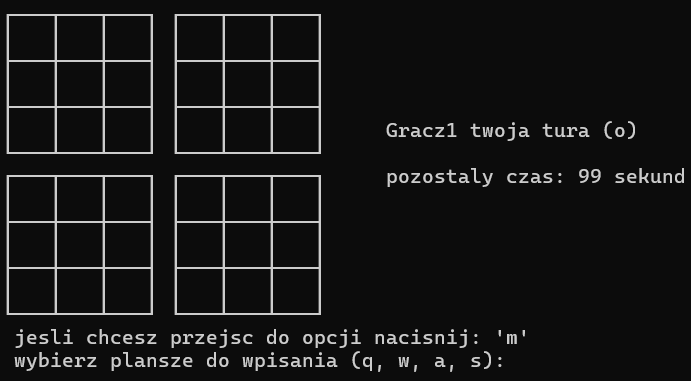 Gracz1 twoja tura (o)
pozostaly czas: 99 sekund
jesli chcesz przejsc do opcji nacisnij: 'm'
wybierz plansze do wpisania (q, w, a, s):